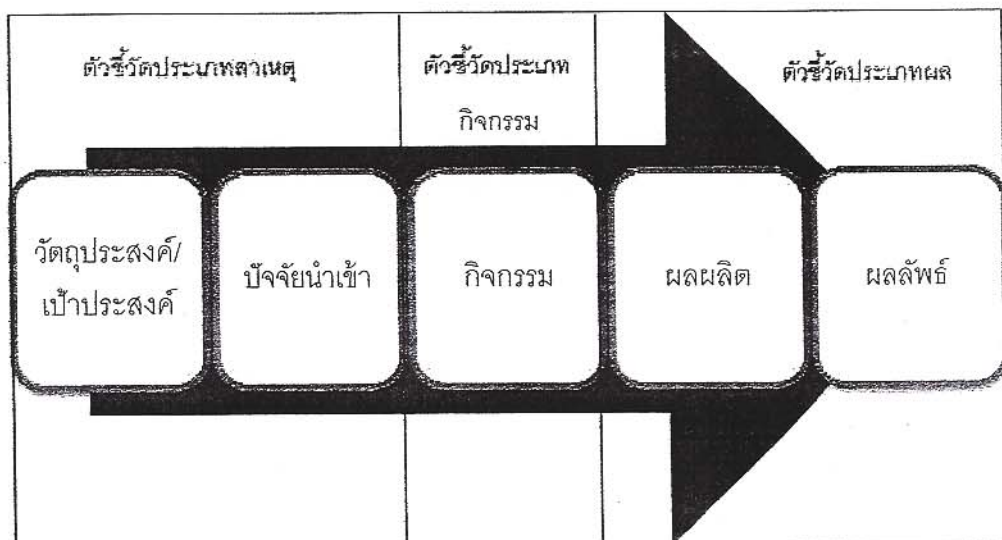 ตัวชี้วัดประเภทสาเหตุ
ตัวชี้วัดประเภท
กิจกรรม
ตัวชี้วัดประเภทผล
วัตถุประสงค์/
เป้าประสงค์
ปัจจัยนำเข้า
กิจกรรม
ผลผลิต
ผลลัพธ์